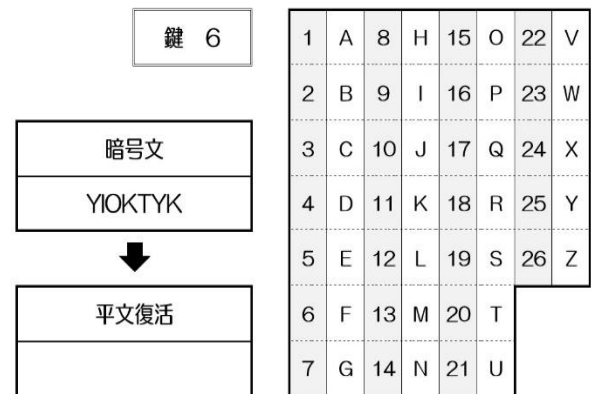 鍵 6
暗号文
YIOKTYK
平文復活
1 A 8 H 15 O 22 V
2 B 9 I 16 P 23 W
3 C 10 J 17 Q 24 X
4 D 11 K 18 R 25 Y
5 E 12 L 19 S 26 Z
6 F 13 M 20 T
7 G 14 N 21 U